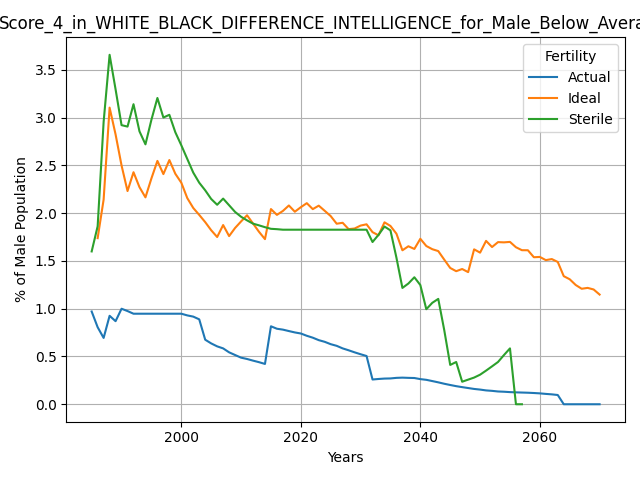 Score_4_in_WHITE_BLACK_DIFFERENCE_INTELLIGENCE_for_Male_Below_Avera
Fertility
Actual
Ideal
Sterile
% of Male Population
3.5
3.0
2.5
2.0
1.5
1.0
0.5
0.0
2000 2020 2040 2060
Years